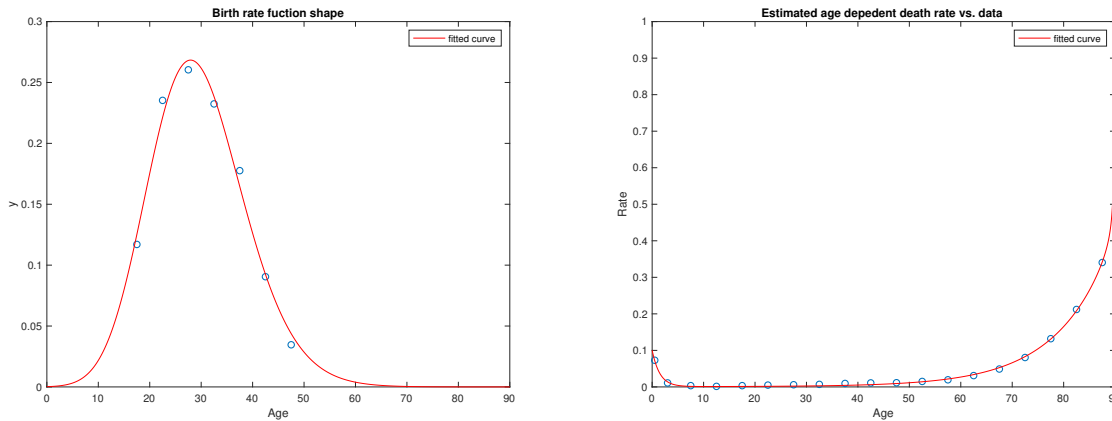 Birth rate fuction shape
fitted curve
0.3
0.25
0.2
0.15
0.1
0.05
0
y
0 10 20 30 40 50 60 70 80 90
Age
Estimated age depedent death rate vs. data
fitted curve
1
0.9
0.8
0.7
0.6
0.5
0.4
0.3
0.2
0.1
0
Rate
0 10 20 30 40 50 60 70 80 90
Age